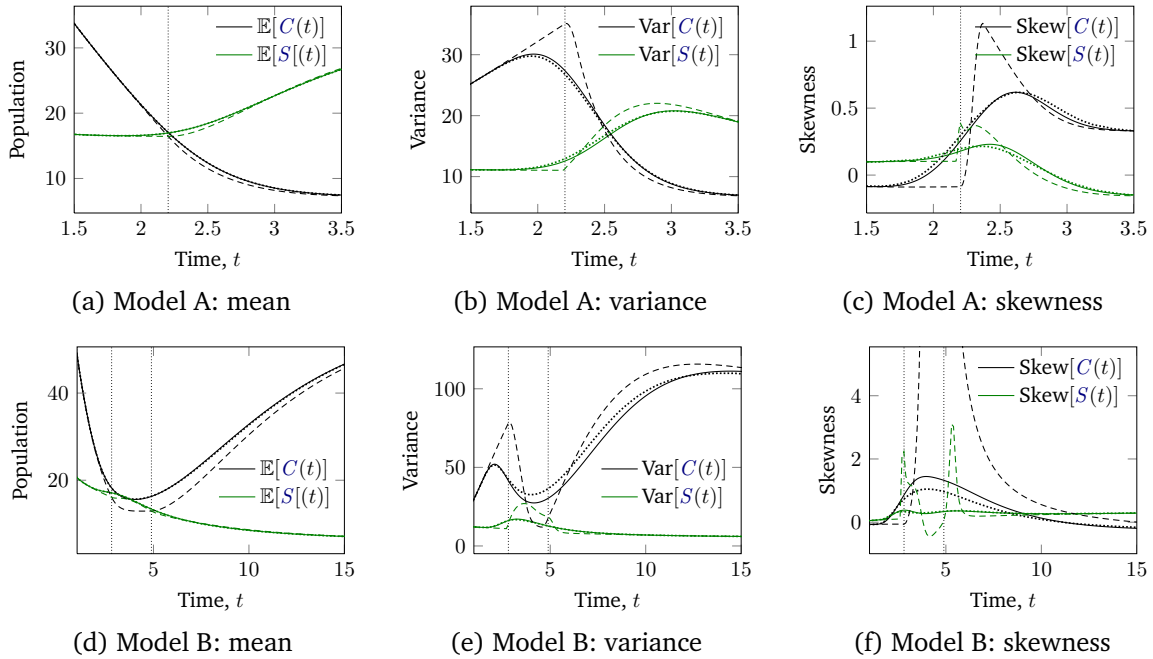 Population
30
20
10
1.5 2 2.5 3 3.5
Time, t
𝔼[C(t)]
𝔼[S[(t)]
(a) Model A: mean
Variance
30
20
10
1.5 2 2.5 3 3.5
Time, t
Var[C(t)]
Var[S(t)]
(b) Model A: variance
Skewness
1
0.5
0
1.5 2 2.5 3 3.5
Time, t
Skew[C(t)]
Skew[S(t)]
(c) Model A: skewness
Population
40
20
5 10 15
Time, t
𝔼[C(t)]
𝔼[S[(t)]
(d) Model B: mean
Variance
100
50
0
5 10 15
Time, t
Var[C(t)]
Var[S(t)]
(e) Model B: variance
Skewness
4
2
0
5 10 15
Time, t
Skew[C(t)]
Skew[S(t)]
(f) Model B: skewness